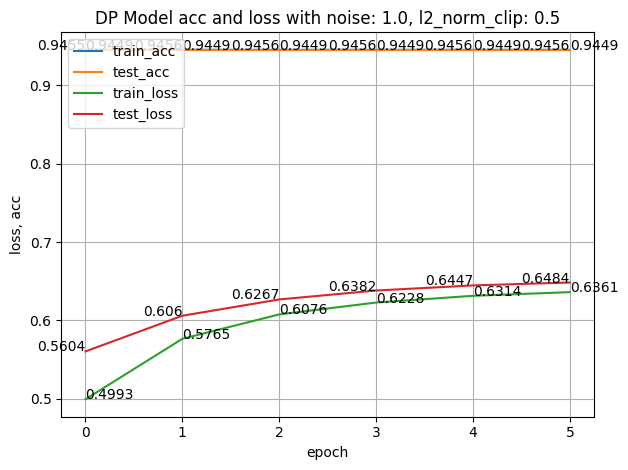 DP Model acc and loss with noise: 1.0, l2_norm_clip: 0.5
0.9455 0.9449 0.9456 0.9449 0.9456 0.9449 0.9456 0.9449 0.9456 0.9449 0.9456 0.9449
train_acc
test_acc
train_loss
test_loss
0.9
0.8
0.7
0.6
0.5
loss, acc
0.5604
0.606
0.6267
0.6382
0.6447
0.6484
0.4993
0.5765
0.6076
0.6228
0.6314
0.6361
0 1 2 3 4 5
epoch